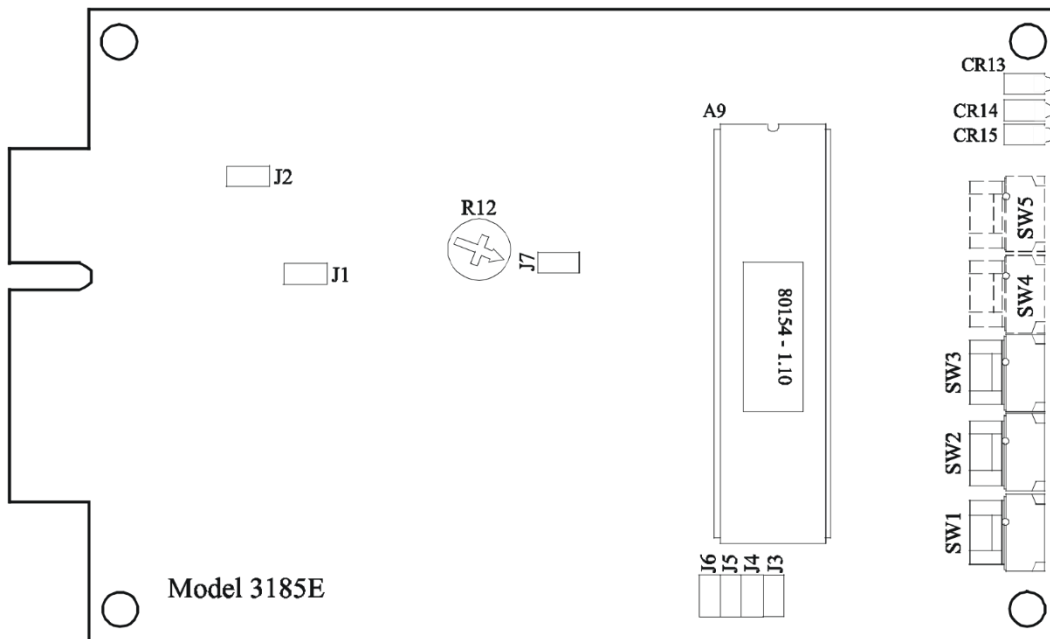 CR13
A9
CR14
CR15
J2
R12
SW5
J7
J1
SW4
80154 - 1.10
SW3
SW2
SW1
J6
J5
J4
J3
Model 3185E